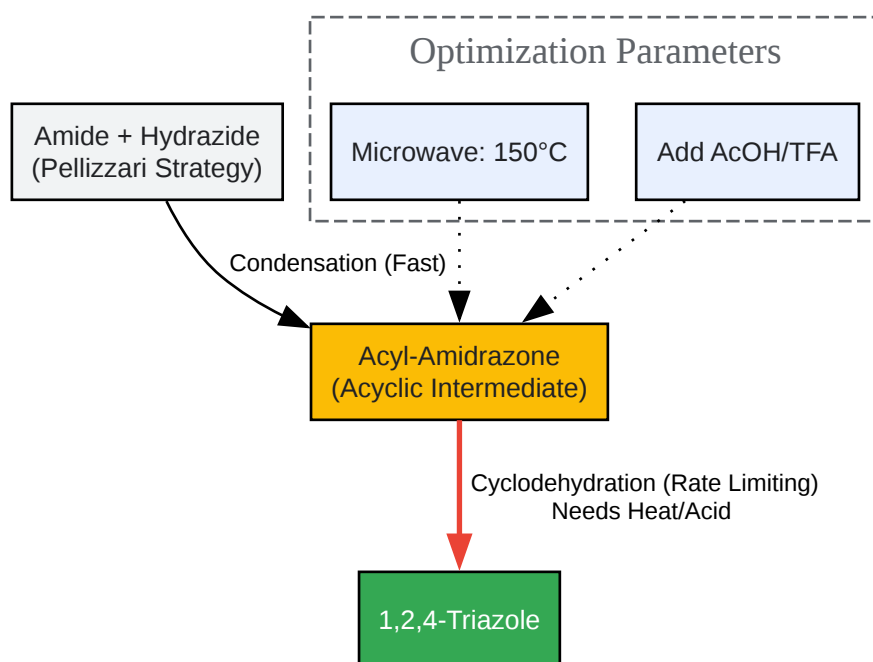 Optimization Parameters
Amide + Hydrazide
(Pellizzari Strategy)
Microwave: 150°C
Add AcOH/TFA
Condensation (Fast)
Acyl-Amidrazone
(Acyclic Intermediate)
Cyclodehydration (Rate Limiting)
Needs Heat/Acid
1,2,4-Triazole